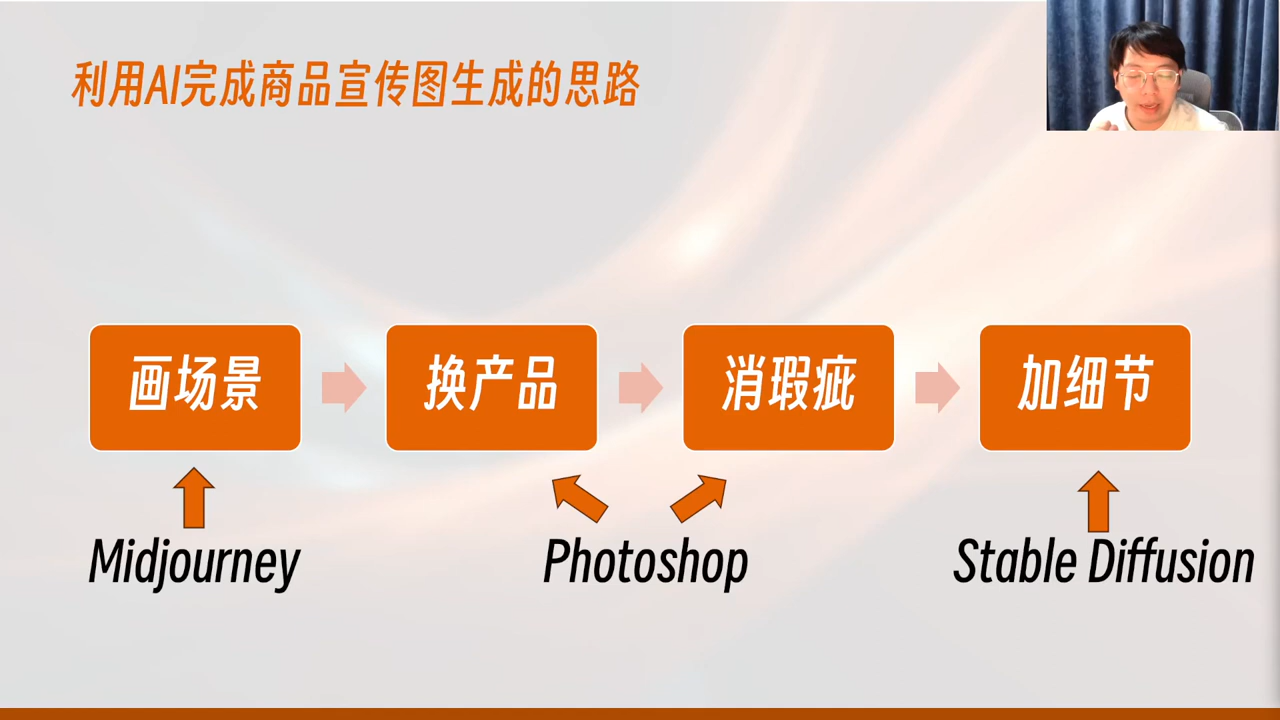 利用AI完成商品宣传图生成的思路
画场景
换产品
消瑕疵
加细节
Midjourney
Photoshop
Stable Diffusion